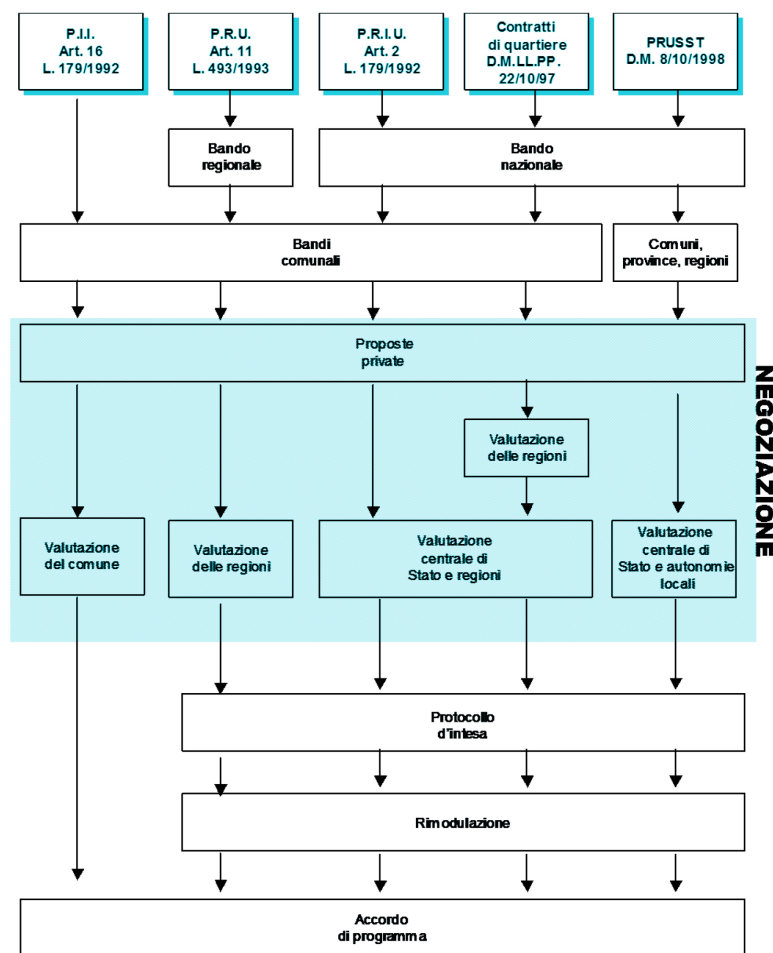 P.I.I.
Art. 16
L. 179/1992
P.R.U.
Art. 11
L. 493/1993
P.R.I.U.
Art. 2
L. 179/1992
Contratti
di quartiere
D.M.LL.PP.
22/10/97
PRUSST
D.M. 8/10/1998
Bando
regionale
Bando
nazionale
Bandi
comunali
Comuni,
province, regioni
Proposte
private
NEGOZIAZIONE
Valutazione
delle regioni
Valutazione
del comune
Valutazione
delle regioni
Valutazione
centrale di
Stato e regioni
Valutazione
centrale di
Stato e autonomie
locali
Protocollo
d'intesa
Rimodulazione
Accordo
di programma